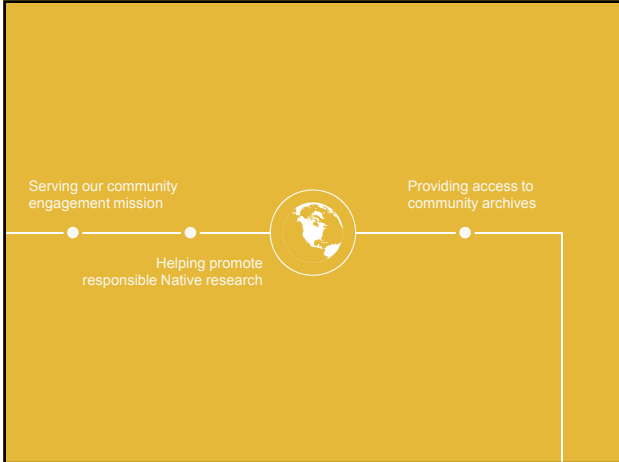 Serving our community
engagement mission
Helping promote
responsible Native research
Providing access to
community archives